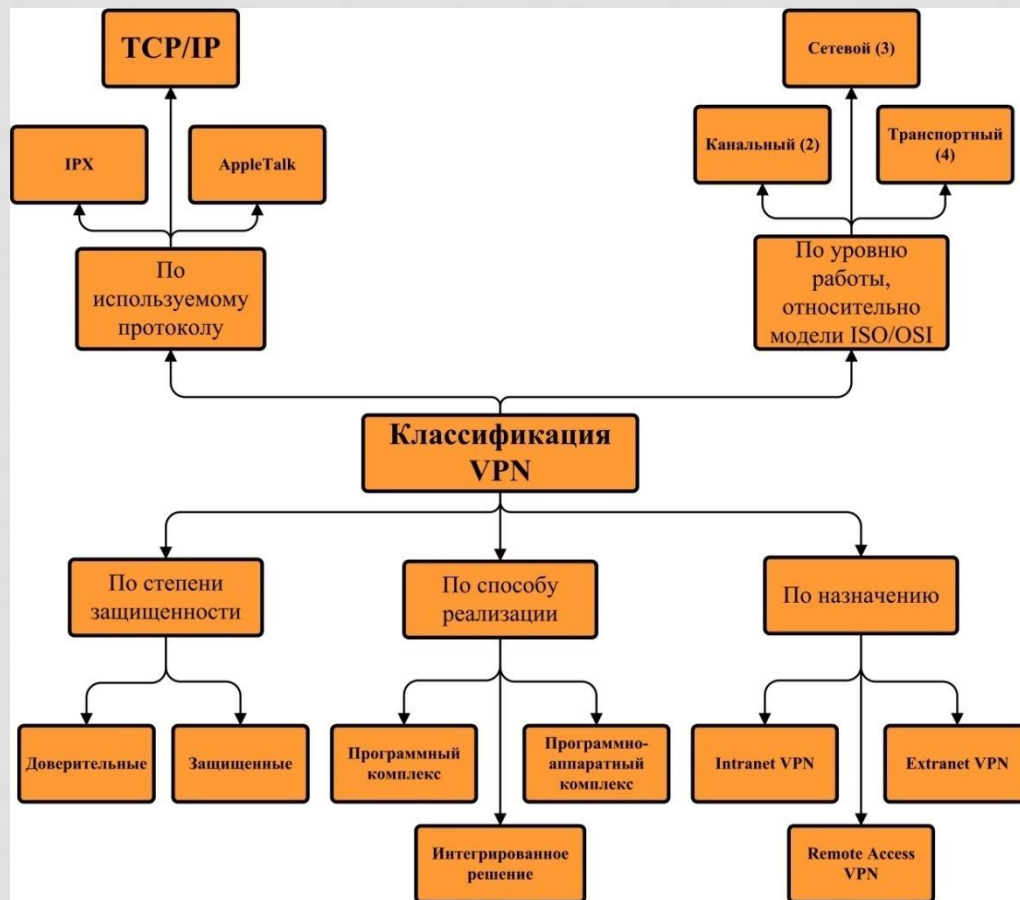 TCP/IP
Сетевой (3)
IPX
AppleTalk
Канальный (2)
Транспортный
(4)
По
используемому
протоколу
По уровню
работы,
относительно
модели ISO/OSI
Классификация
VPN
По степени
защищенности
По способу
реализации
По назначению
Доверительные
Защищенные
Программный
комплекс
Программно-
аппаратный
комплекс
Intranet VPN
Extranet VPN
Интегрированное
решение
Remote Access
VPN